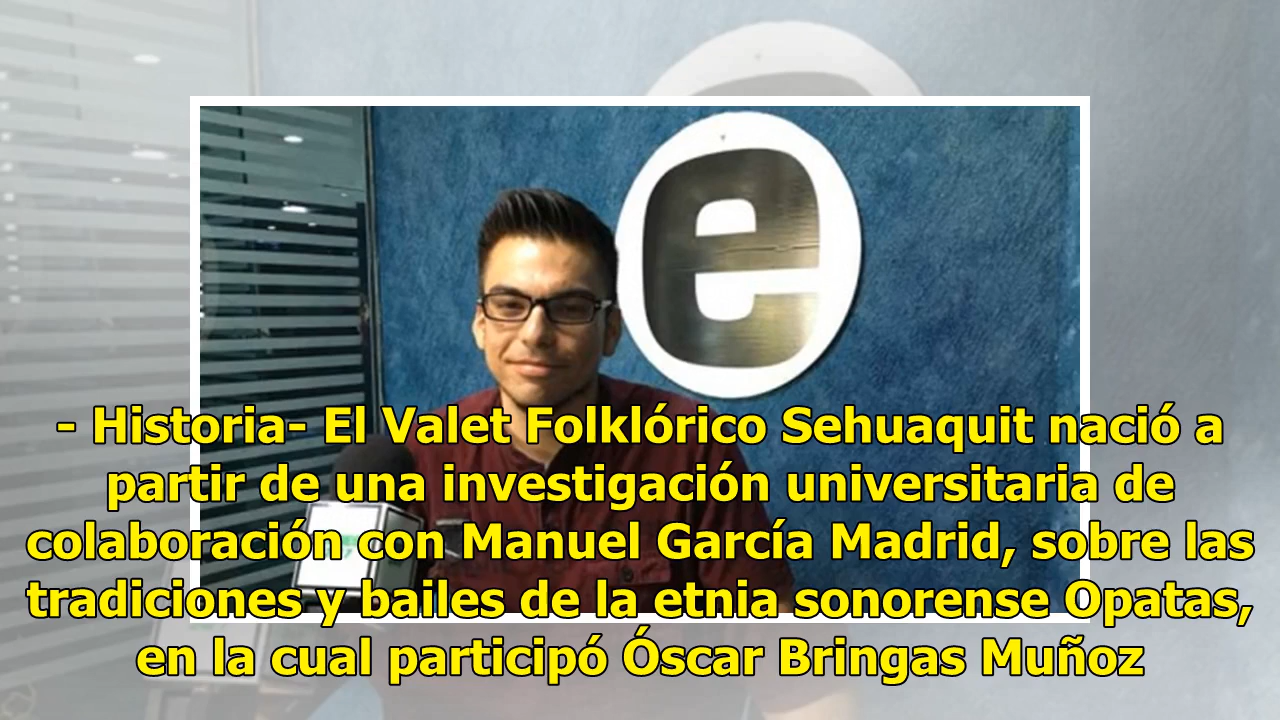 e
- Historia- El Valet Folklórico Sehuaquit nació a
partir de una investigación universitaria de
colaboración con Manuel García Madrid, sobre las
tradiciones y bailes de la etnia sonorense Opatas,
en la cual participó Óscar Bringas Muñoz